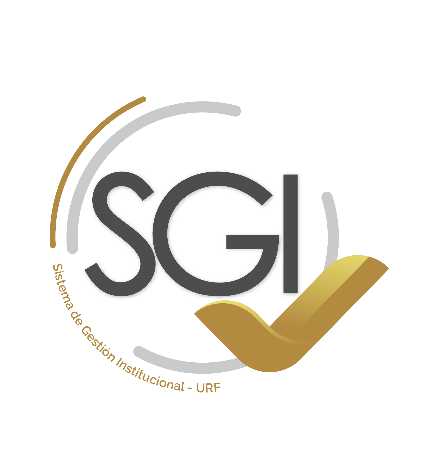 SGI
Sistema de Gestión Institucional - URF